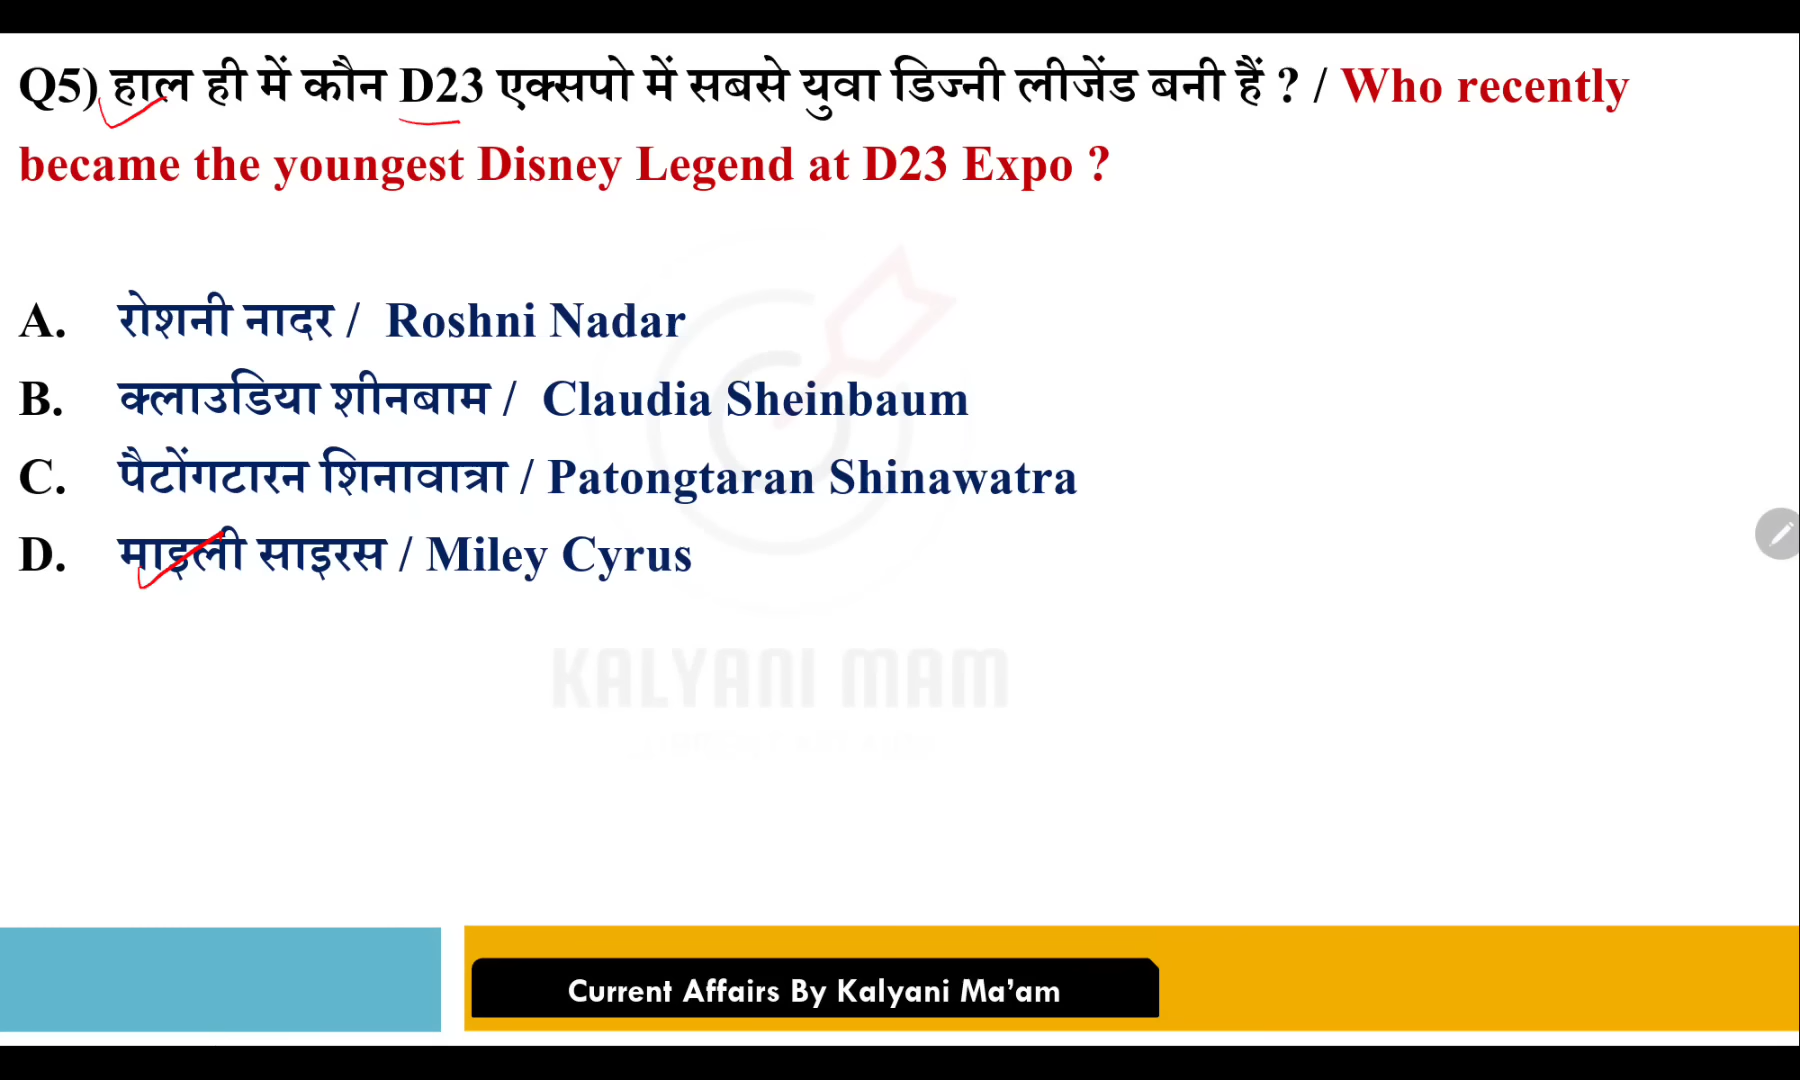 Q5) हाल ही में कौन D23 एक्सपो में सबसे युवा डिज्नी लीजेंड बनी हैं ? / Who recently
became the youngest Disney Legend at D23 Expo ?
A. रोशनी नादर / Roshni Nadar
B. क्लाउडिया शीनबाम / Claudia Sheinbaum
C. पैटोंगटारन शिनावात्रा / Patongtaran Shinawatra
D. माइली साइरस / Miley Cyrus
KALYANI MAM
Current Affairs By Kalyani Ma’am